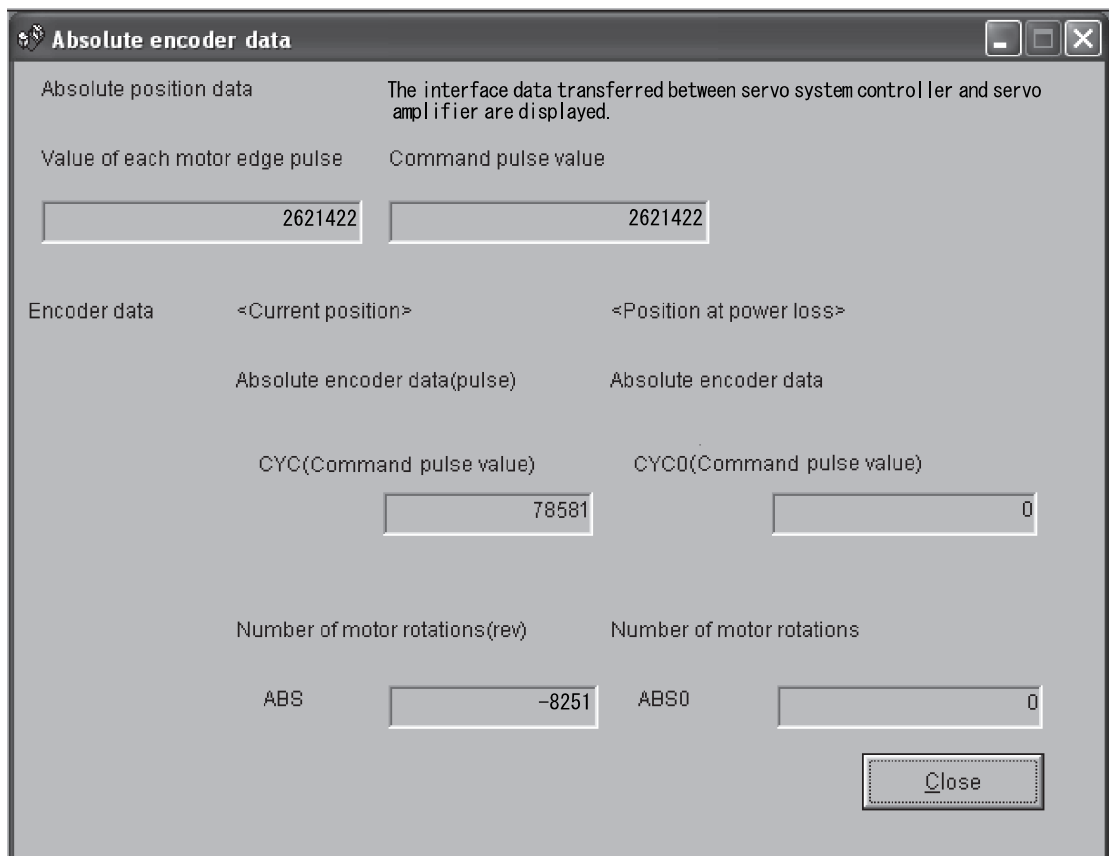 Absolute encoder data
Absolute position data
The interface data transferred between servo system controller and servo
amplifier are displayed.
Value of each motor edge pulse
Command pulse value
2621422
2621422
Encoder data
<Current position>
<Position at power loss>
Absolute encoder data(pulse)
Absolute encoder data
CYC(Command pulse value)
CYC0(Command pulse value)
78581
0
Number of motor rotations(rev)
Number of motor rotations
ABS
-8251
ABS0
0
Close